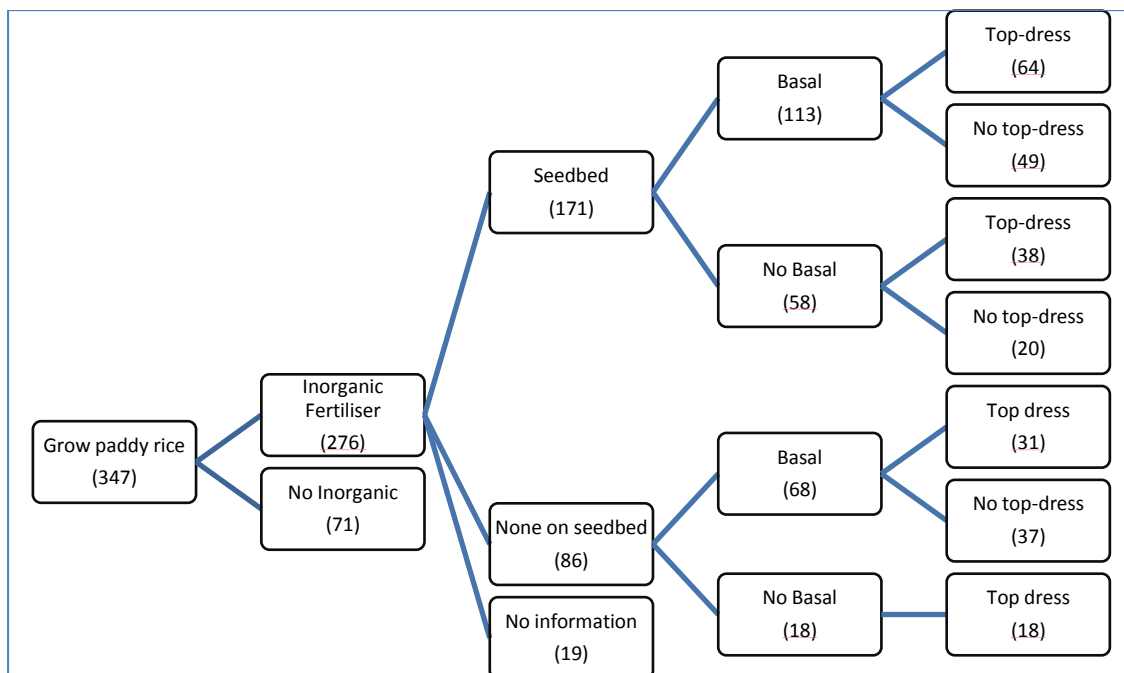 Grow paddy rice
(347)
Inorganic
Fertiliser
(276)
No Inorganic
(71)
Seedbed
(171)
None on seedbed
(86)
No information
(19)
Basal
(113)
No Basal
(58)
Basal
(68)
No Basal
(18)
Top-dress
(64)
No top-dress
(49)
Top-dress
(38)
No top-dress
(20)
Top dress
(31)
No top-dress
(37)
Top dress
(18)